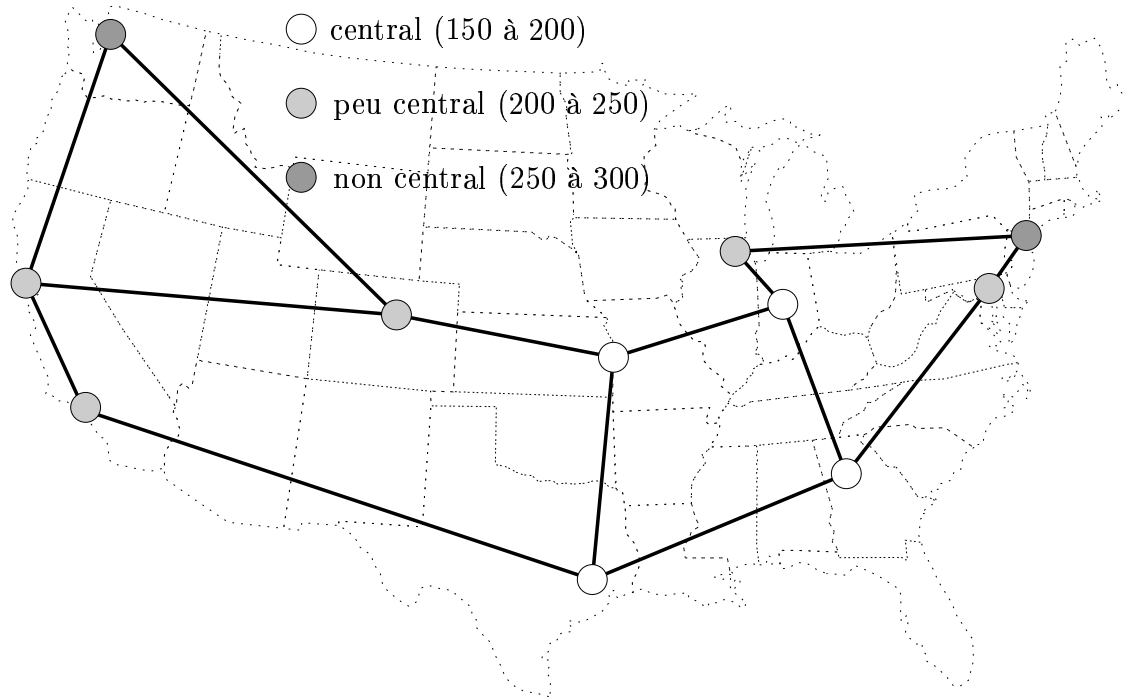 central (150 à 200)
peu central (200 à 250)
non central (250 à 300)